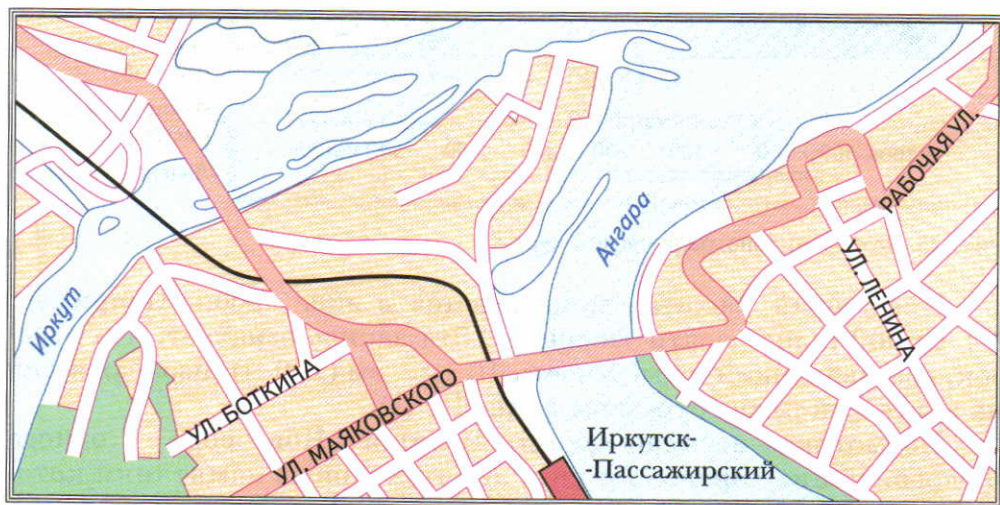 РАБОЧАЯ УЛ.
Ангара
УЛ. ЛЕНИНА
Иркут
УЛ. БОТКИНА
УЛ. МАЯКОВСКОГО
Иркутск-
-Пассажирский